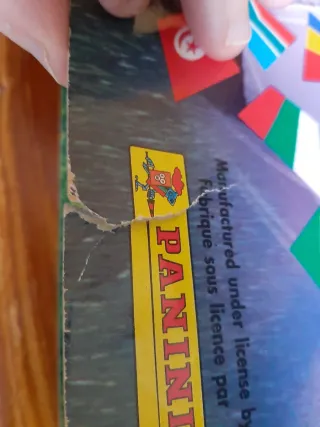 Manufactured under license by
Fabrique sous licence par
PANINI